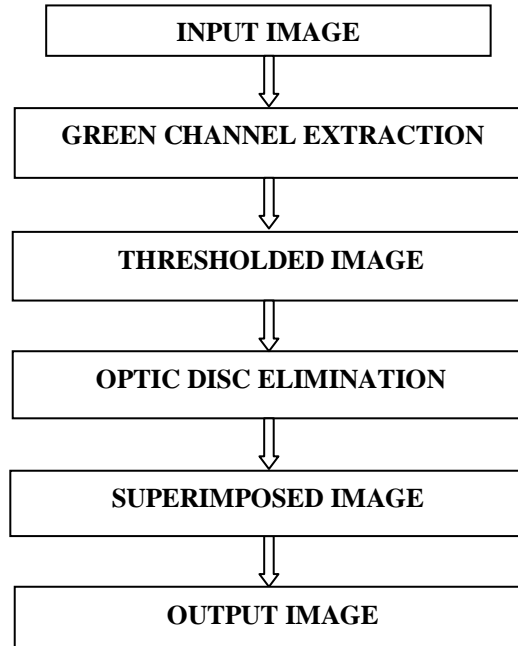 INPUT IMAGE
GREEN CHANNEL EXTRACTION
THRESHOLDED IMAGE
OPTIC DISC ELIMINATION
SUPERIMPOSED IMAGE
OUTPUT IMAGE